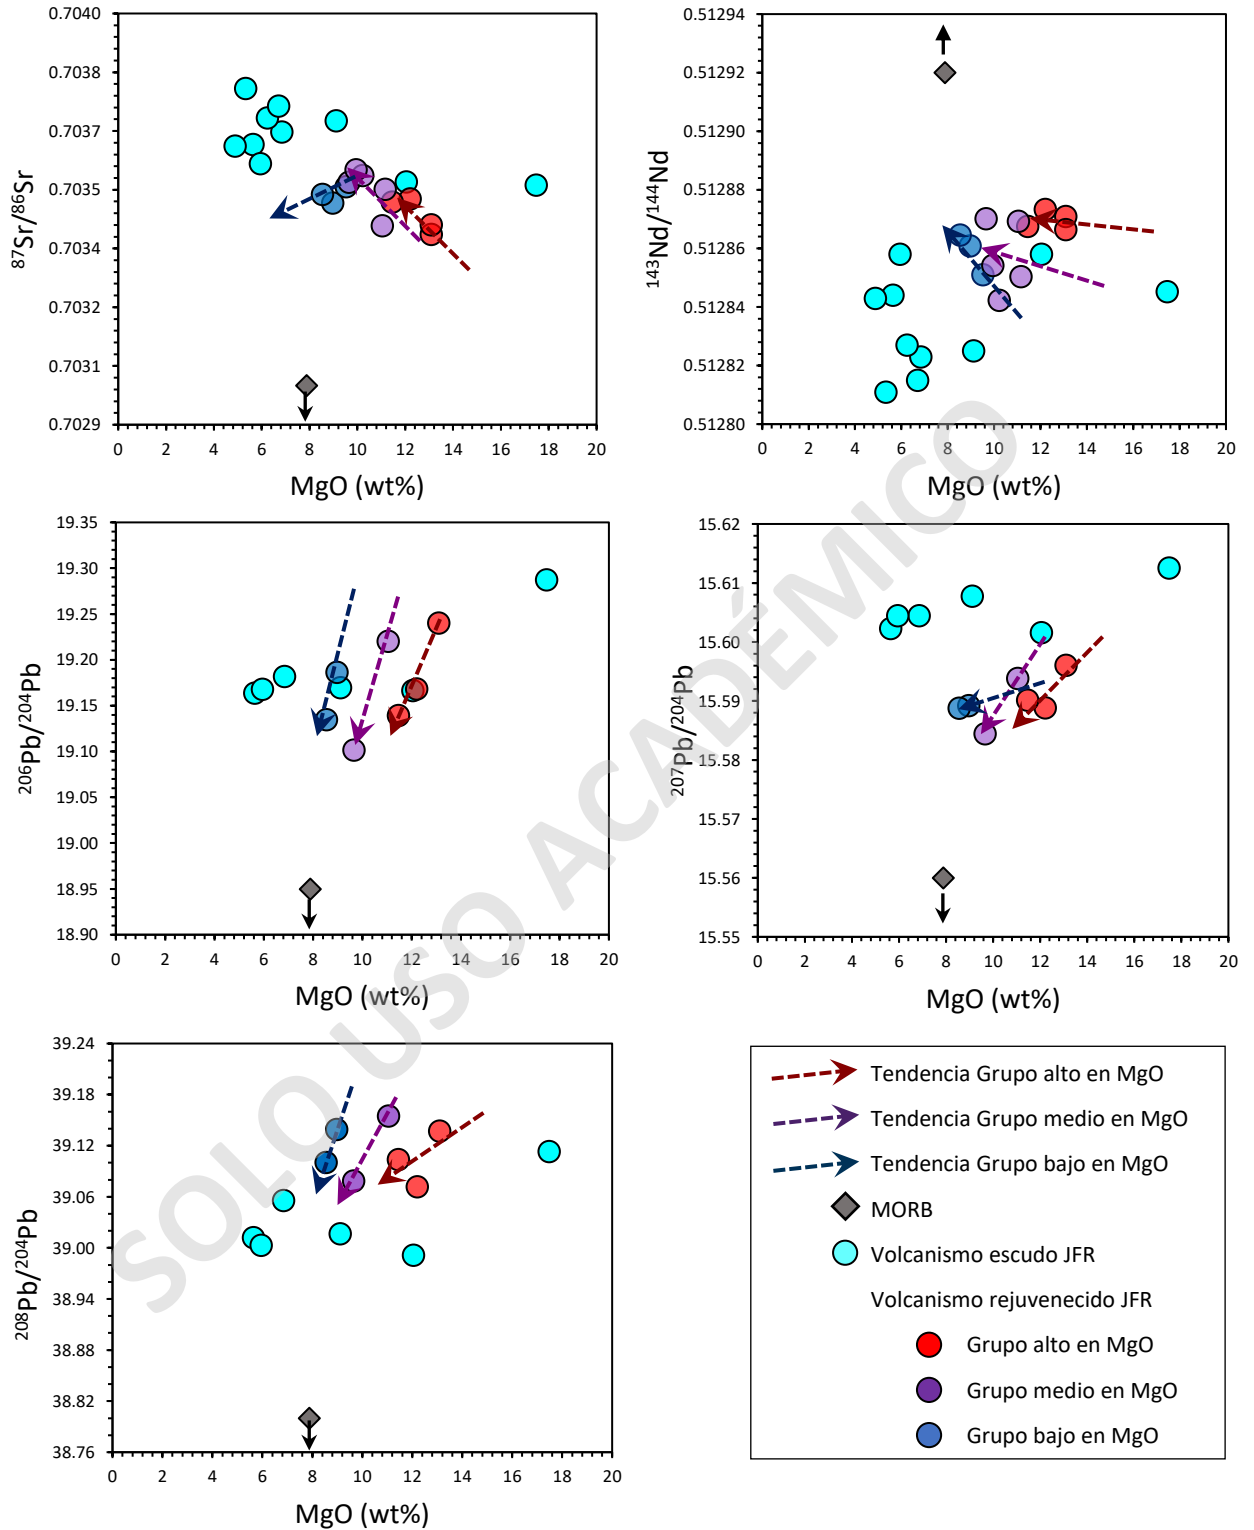 0.7040
0.7038
0.7037
0.7035
0.7034
0.7032
0.7031
0.7029
87Sr/86Sr
0 2 4 6 8 10 12 14 16 18 20
MgO (wt%)
0.51294
0.51292
0.51290
0.51288
0.51286
0.51284
0.51282
0.51280
143Nd/144Nd
0 2 4 6 8 10 12 14 16 18 20
MgO (wt%)
19.35
19.30
19.25
19.20
19.15
19.10
19.05
19.00
18.95
18.90
206Pb/204Pb
0 2 4 6 8 10 12 14 16 18 20
MgO (wt%)
15.62
15.61
15.60
15.59
15.58
15.57
15.56
15.55
207Pb/204Pb
0 2 4 6 8 10 12 14 16 18 20
MgO (wt%)
39.24
39.18
39.12
39.06
39.00
38.94
38.88
38.82
38.76
208Pb/204Pb
0 2 4 6 8 10 12 14 16 18 20
MgO (wt%)
Tendencia Grupo alto en MgO
Tendencia Grupo medio en MgO
Tendencia Grupo bajo en MgO
MORB
Volcanismo escudo JFR
Volcanismo rejuvenecido JFR
Grupo alto en MgO
Grupo medio en MgO
Grupo bajo en MgO
SOLO USO ACADÉMICO